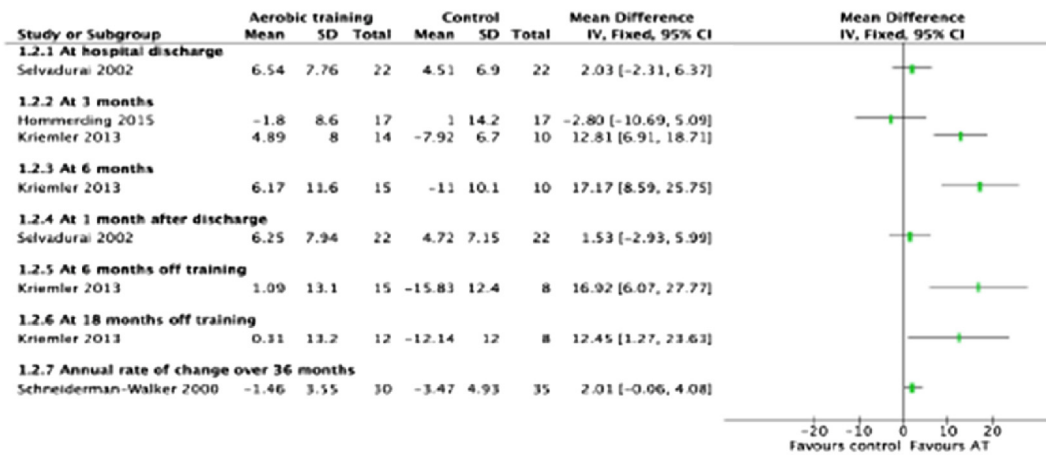 Aerobic training Control Mean Difference Mean Difference
Study or Subgroup Mean SD Total Mean SD Total IV, Fixed, 95% CI IV, Fixed, 95% CI
1.2.1 At hospital discharge
Selvadurai 2002 6.54 7.76 22 4.51 6.9 22 2.03 [-2.31, 6.37]
1.2.2 At 3 months
Hommerding 2015 -1.8 8.6 17 1 14.2 17 -2.80 [-10.69, 5.09]
Kriemler 2013 4.89 8 14 -7.92 6.7 10 12.81 [6.91, 18.71]
1.2.3 At 6 months
Kriemler 2013 6.17 11.6 15 -11 10.1 10 17.17 [8.59, 25.75]
1.2.4 At 1 month after discharge
Selvadurai 2002 6.25 7.94 22 4.72 7.15 22 1.53 [-2.93, 5.99]
1.2.5 At 6 months off training
Kriemler 2013 1.09 13.1 15 -15.83 12.4 8 16.92 [6.07, 27.77]
1.2.6 At 18 months off training
Kriemler 2013 0.31 13.2 12 -12.14 12 8 12.45 [1.27, 23.63]
1.2.7 Annual rate of change over 36 months
Schneiderman-Walker 2000 -1.46 3.55 30 -3.47 4.93 35 2.01 [-0.06, 4.08]
-20 -10 0 10 20
Favours control Favours AT